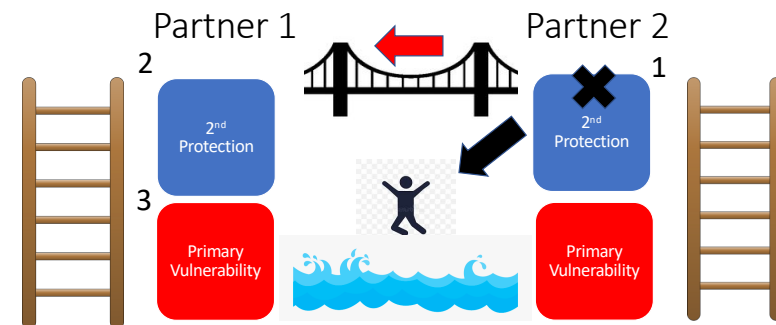 Partner 1
Partner 2
2
1
2nd
Protection
2nd
Protection
3
Primary
Vulnerability
Primary
Vulnerability